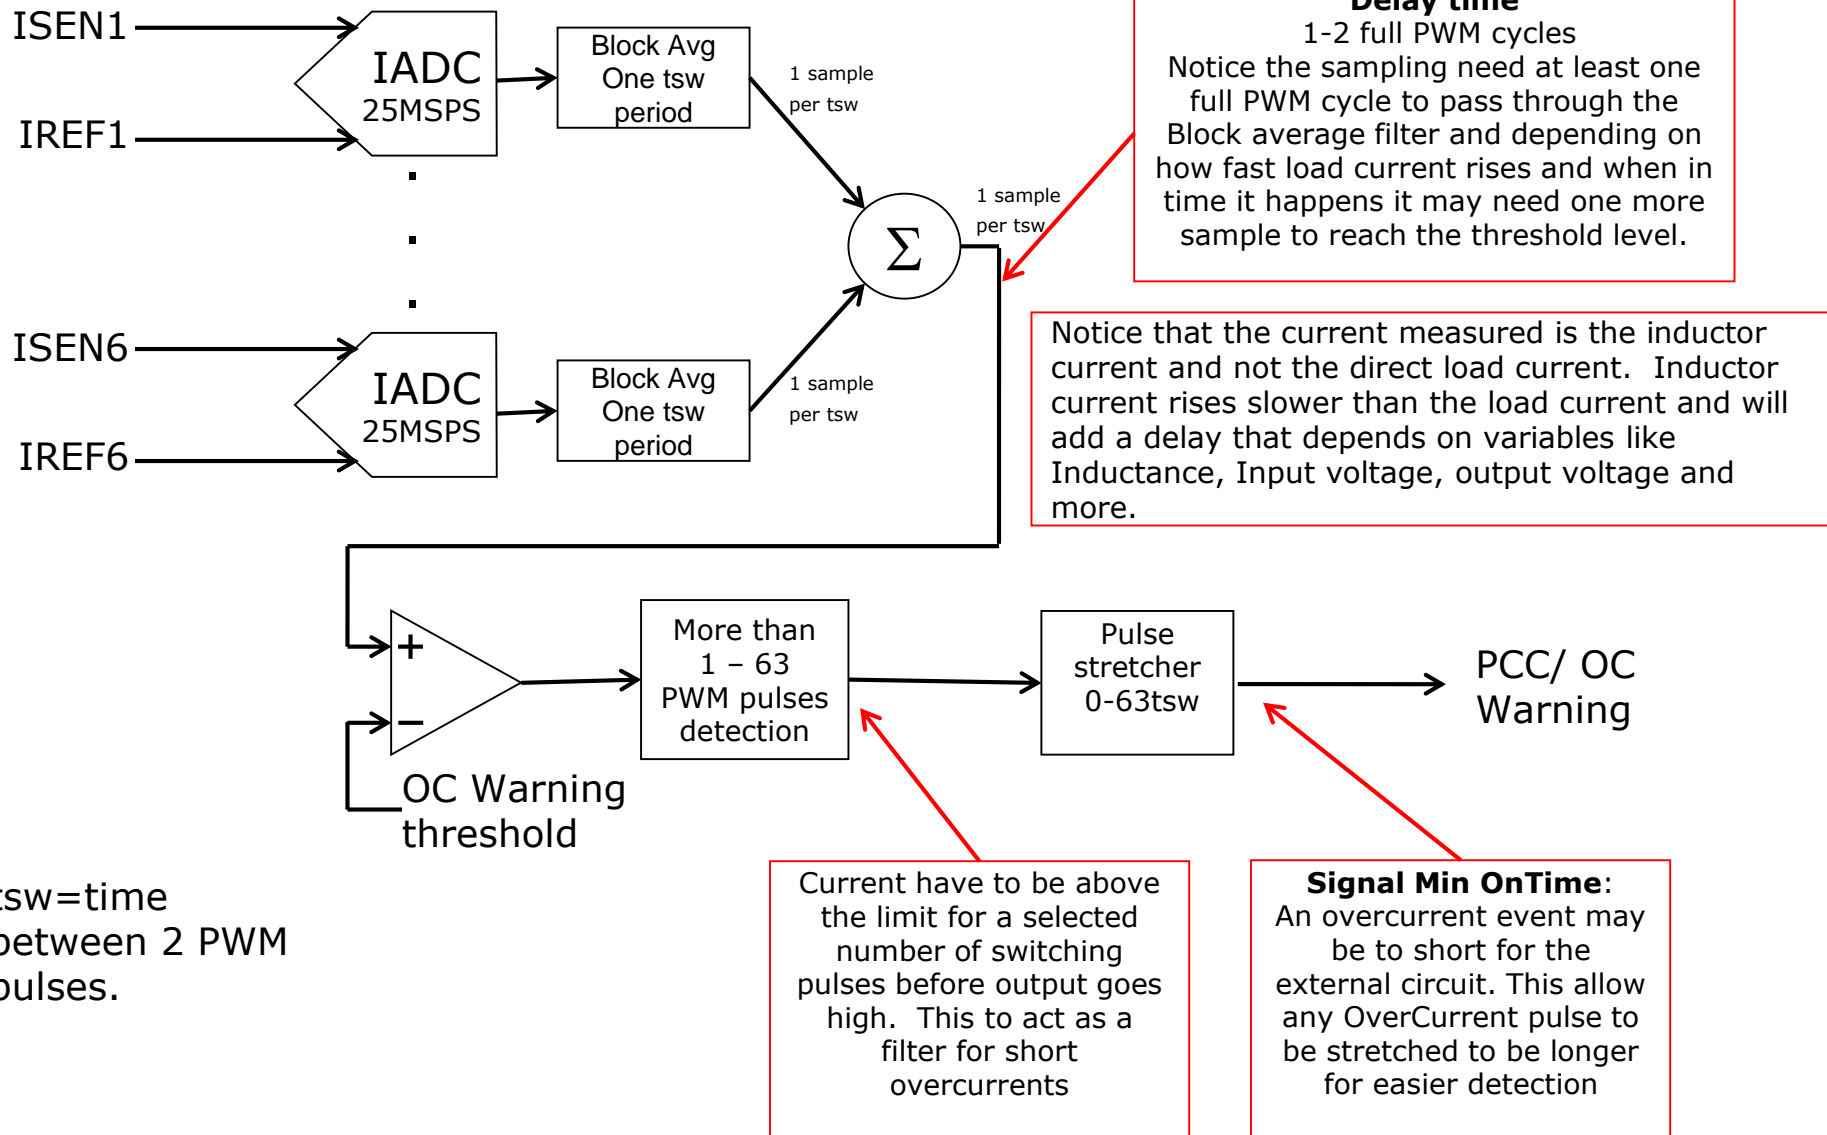 ISEN1
IREF1
IADC
25MSPS
Block Avg
One tsw
period
1 sample
per tsw
Delay time
1-2 full PWM cycles
Notice the sampling need at least one
full PWM cycle to pass through the
Block average filter and depending on
how fast load current rises and when in
time it happens it may need one more
sample to reach the threshold level.
Σ
1 sample
per tsw
ISEN6
IREF6
IADC
25MSPS
Block Avg
One tsw
period
1 sample
per tsw
Notice that the current measured is the inductor
current and not the direct load current.  Inductor
current rises slower than the load current and will
add a delay that depends on variables like
Inductance, Input voltage, output voltage and
more.
+
−
OC Warning
threshold
More than
1 – 63
PWM pulses
detection
Pulse
stretcher
0-63tsw
PCC/ OC
Warning
tsw=time
between 2 PWM
pulses.
Current have to be above
the limit for a selected
number of switching
pulses before output goes
high.  This to act as a
filter for short
overcurrents
Signal Min OnTime:
An overcurrent event may
be to short for the
external circuit. This allow
any OverCurrent pulse to
be stretched to be longer
for easier detection